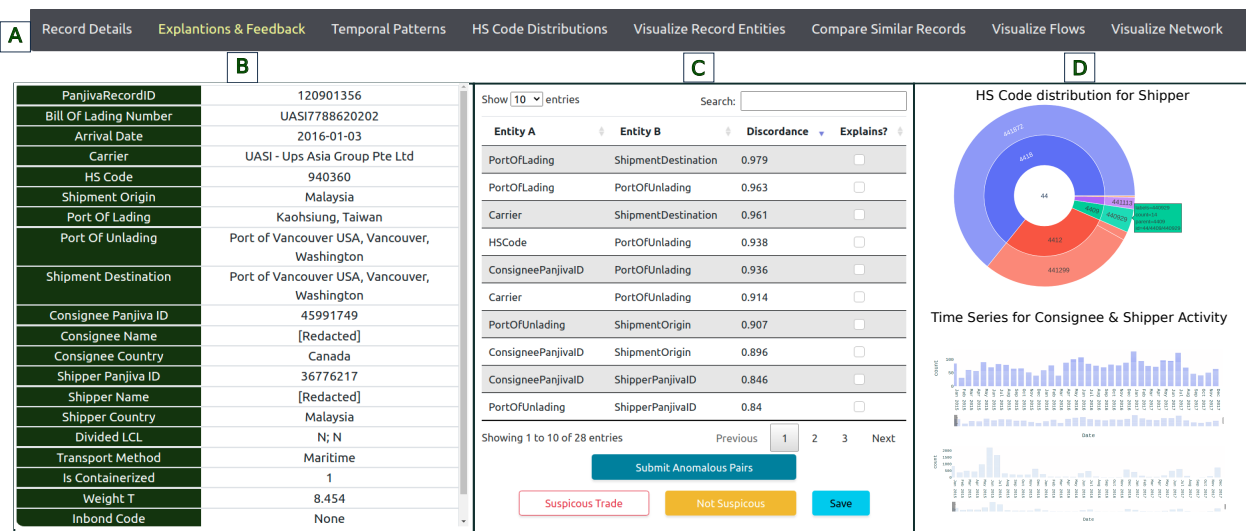 A
Record Details Explantions & Feedback Temporal Patterns HS Code Distributions Visualize Record Entities Compare Similar Records Visualize Flows Visualize Network
B
C
D
PanjivaRecordID 120901356
Bill Of Lading Number UASI7788620202
Arrival Date 2016-01-03
Carrier UASI - Ups Asia Group Pte Ltd
HS Code 940360
Shipment Origin Malaysia
Port Of Lading Kaohsiung, Taiwan
Port Of Unlading Port of Vancouver USA, Vancouver,
Washington
Shipment Destination Port of Vancouver USA, Vancouver,
Washington
Consignee Panjiva ID 45991749
Consignee Name [Redacted]
Consignee Country Canada
Shipper Panjiva ID 36776217
Shipper Name [Redacted]
Shipper Country Malaysia
Divided LCL N; N
Transport Method Maritime
Is Containerized 1
Weight T 8.454
Inbond Code None
Show 10 entries Search:
Entity A Entity B Discordance Explains?
PortOfLading ShipmentDestination 0.979
PortOfLading PortOfUnlading 0.963
Carrier ShipmentDestination 0.961
HSCode PortOfUnlading 0.938
ConsigneePanjivaID PortOfUnlading 0.936
Carrier PortOfUnlading 0.914
PortOfUnlading ShipmentOrigin 0.907
ConsigneePanjivaID ShipmentOrigin 0.896
ConsigneePanjivaID ShipperPanjivaID 0.846
PortOfUnlading ShipperPanjivaID 0.84
Showing 1 to 10 of 28 entries Previous 1 2 3 Next
Submit Anomalous Pairs
Suspicous Trade Not Suspicous Save
HS Code distribution for Shipper
441872
4418
44
441113
4409
440929
4412
441299
Time Series for Consignee & Shipper Activity
count
Date
count
Date